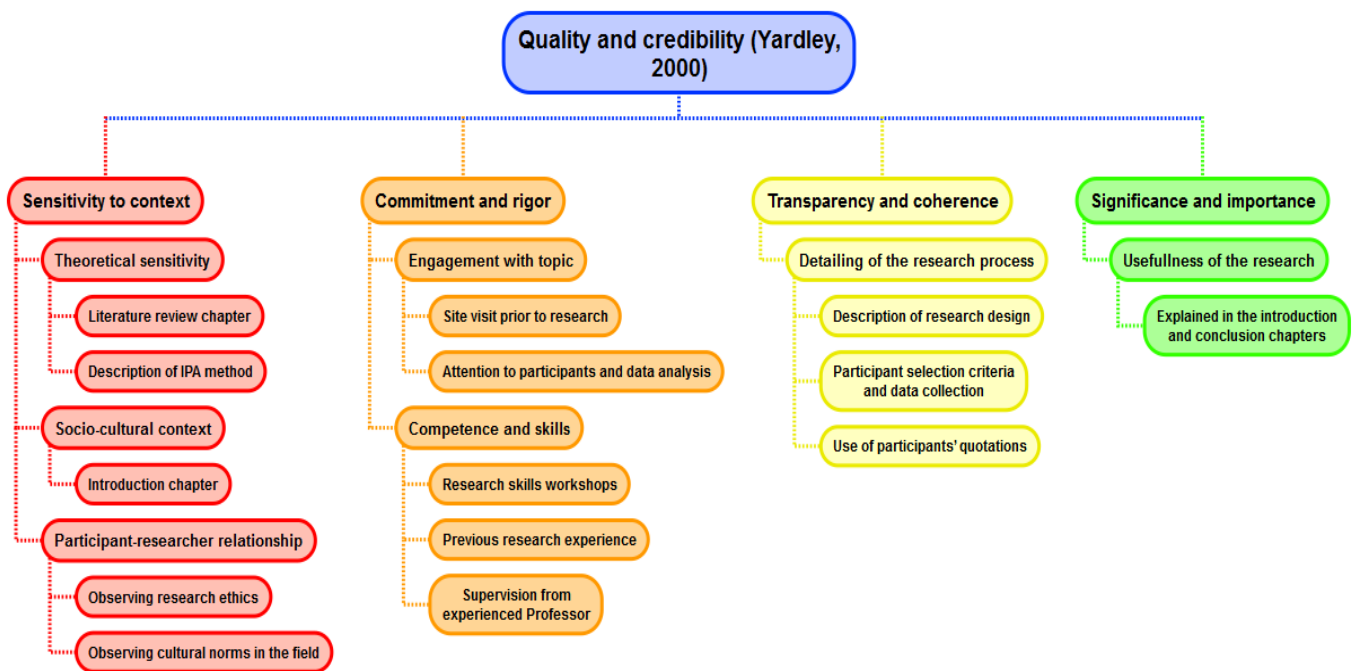 Quality and credibility (Yardley,
2000)
Sensitivity to context
Theoretical sensitivity
Literature review chapter
Description of IPA method
Socio-cultural context
Introduction chapter
Participant-researcher relationship
Observing research ethics
Observing cultural norms in the field
Commitment and rigor
Engagement with topic
Site visit prior to research
Attention to participants and data analysis
Competence and skills
Research skills workshops
Previous research experience
Supervision from
experienced Professor
Transparency and coherence
Detailing of the research process
Description of research design
Participant selection criteria
and data collection
Use of participants' quotations
Significance and importance
Usefullness of the research
Explained in the introduction
and conclusion chapters